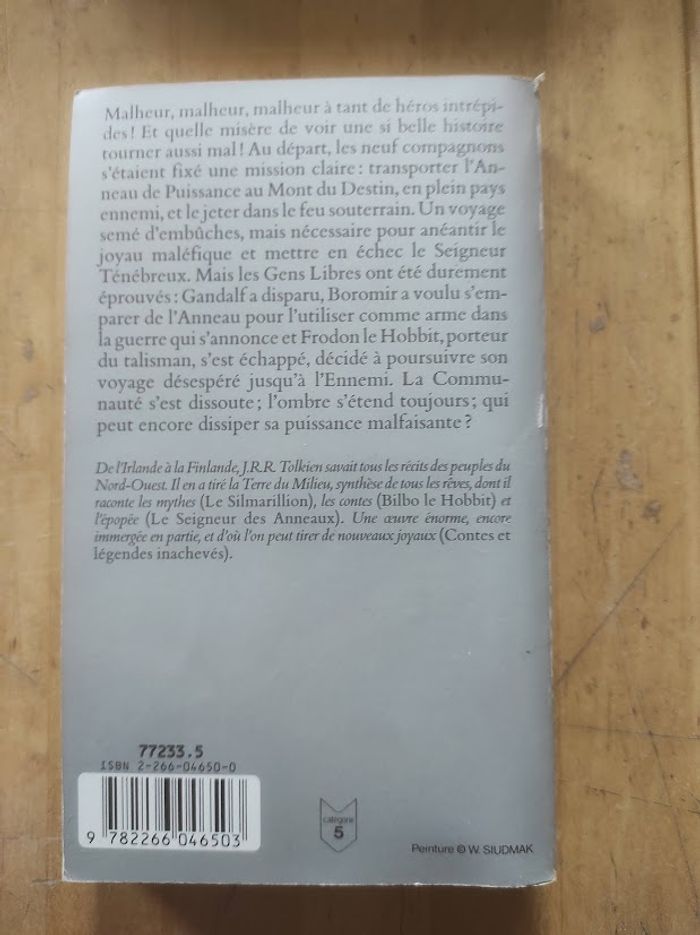 Malheur, malheur, malheur à tant de héros intrépi-
des! Et quelle misère de voir une si belle histoire
tourner aussi mal! Au départ, les neuf compagnons
s'étaient fixé une mission claire : transporter l'An-
neau de Puissance au Mont du Destin, en plein pays
ennemi, et le jeter dans le feu souterrain. Un voyage
semé d'embûches, mais nécessaire pour anéantir le
joyau maléfique et mettre en échec le Seigneur
Ténébreux. Mais les Gens Libres ont été durement
éprouvés : Gandalf a disparu, Boromir a voulu s'em-
parer de l'Anneau pour l'utiliser comme arme dans
la guerre qui s'annonce et Frodon le Hobbit, porteur
du talisman, s'est échappé, décidé à poursuivre son
voyage désespéré jusqu'à l'Ennemi. La Commu-
nauté s'est dissoute ; l'ombre s'étend toujours ; qui
peut encore dissiper sa puissance malfaisante ?
De l'Irlande à la Finlande, J.R.R. Tolkien savait tous les récits des peuples du
Nord-Ouest. Il en a tiré la Terre du Milieu, synthèse de tous les rêves, dont il
raconte les mythes (Le Silmarillion), les contes (Bilbo le Hobbit) et
l'épopée (Le Seigneur des Anneaux). Une œuvre énorme, encore
immergée en partie, et d'où l'on peut tirer de nouveaux joyaux (Contes et
légendes inachevés).
77233.5
ISBN 2-266-04650-0
9 782266 046503
catégorie
5
Peinture © W. SIUDMAK